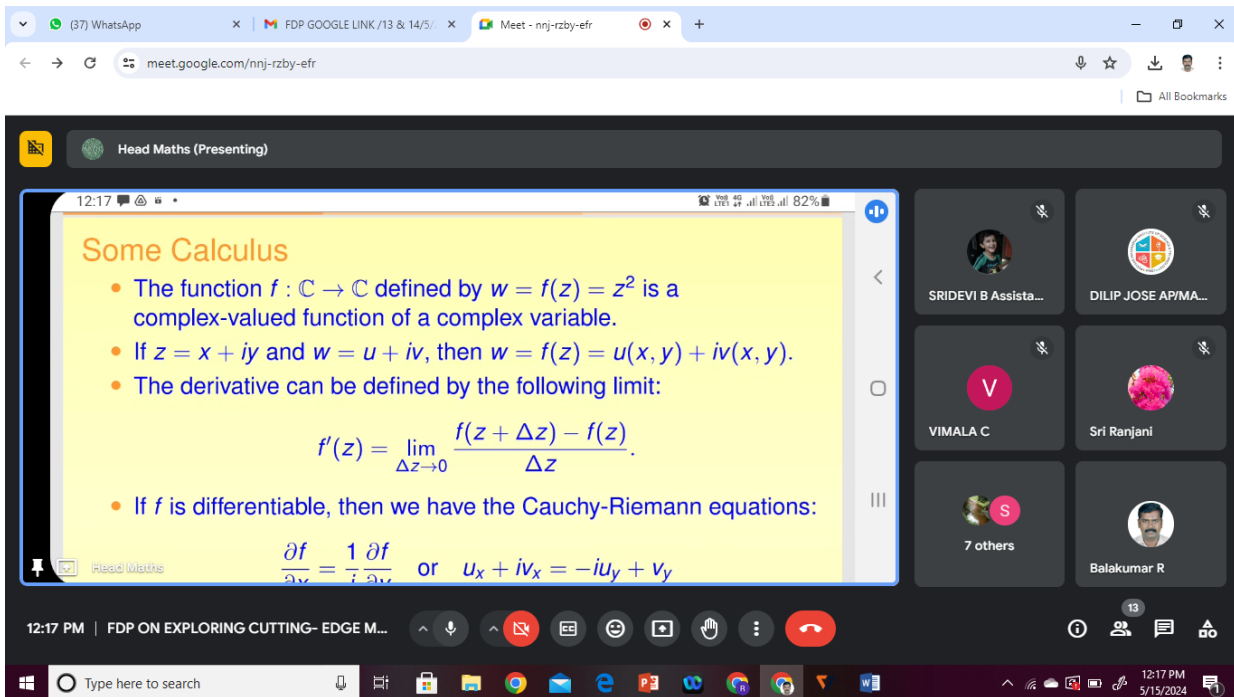 (37) WhatsApp
FDP GOOGLE LINK /13 & 14/5/
Meet - nnj-rzby-efr
meet.google.com/nnj-rzby-efr
All Bookmarks
Head Maths (Presenting)
12:17
82%
Some Calculus
• The function f : ℂ → ℂ defined by w = f(z) = z² is a
complex-valued function of a complex variable.
• If z = x + iy and w = u + iv, then w = f(z) = u(x, y) + iv(x, y).
• The derivative can be defined by the following limit:
f′(z) = lim Δz→0 (f(z + Δz) − f(z)) / Δz.
• If f is differentiable, then we have the Cauchy-Riemann equations:
∂f/∂x = 1/i ∂f/∂y or uₓ + ivₓ = −iu_y + v_y
Head Maths
SRIDEVI B Assista...
DILIP JOSE AP/MA...
V
VIMALA C
Sri Ranjani
S
7 others
Balakumar R
12:17 PM | FDP ON EXPLORING CUTTING- EDGE M...
CC
13
Type here to search
12:17 PM
5/15/2024